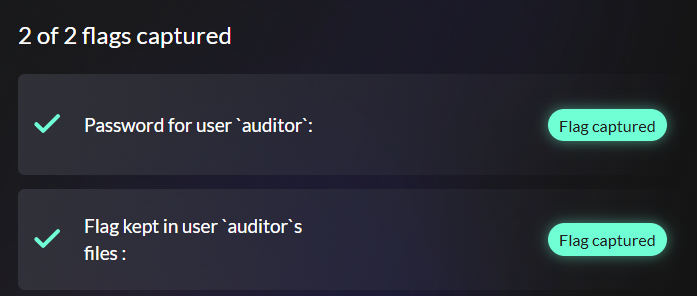 2 of 2 flags captured
Password for user `auditor`:
Flag captured
Flag kept in user `auditor`s
files :
Flag captured